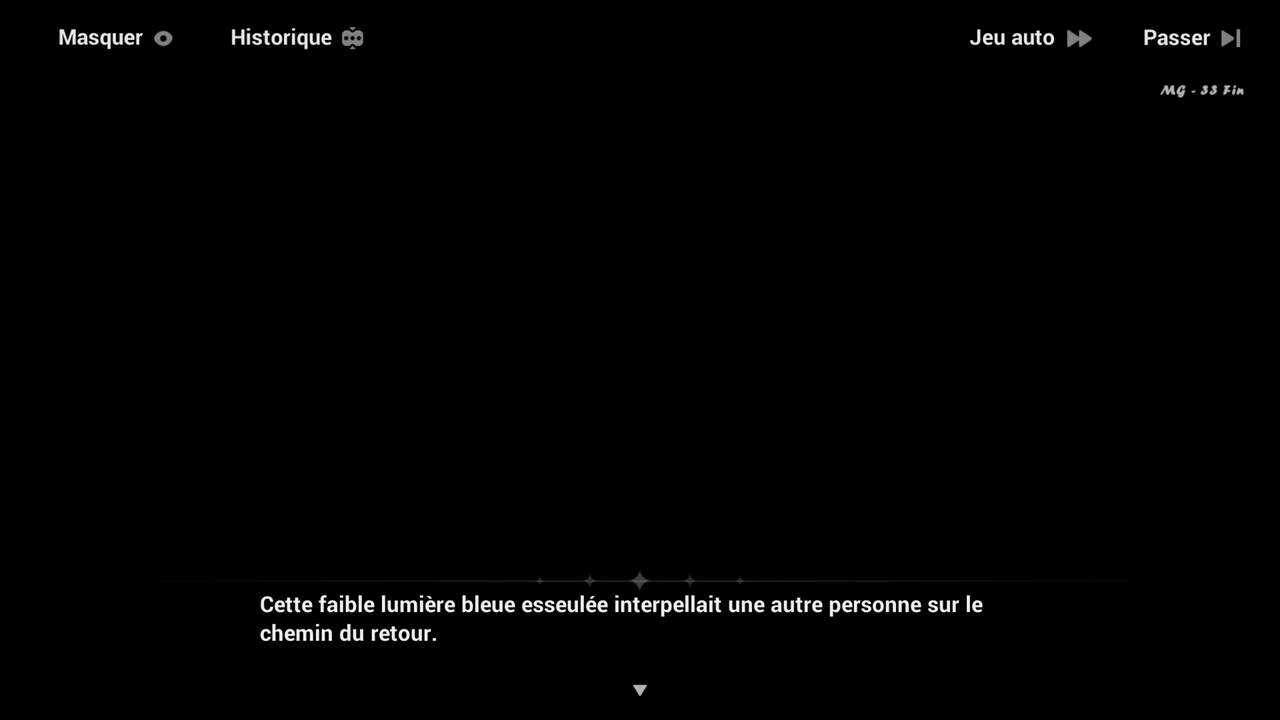 Masquer
Historique
Jeu auto
Passer
MG - 33 Fin
Cette faible lumière bleue esseulée interpellait une autre personne sur le
chemin du retour.